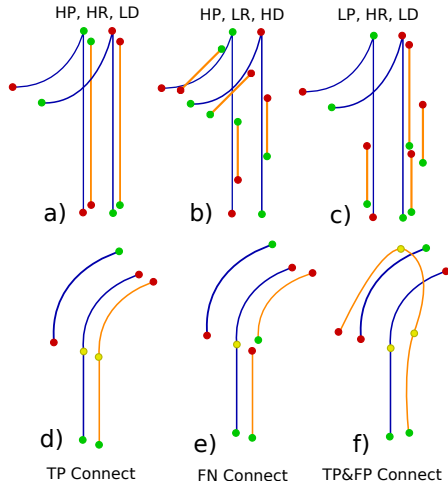 HP, HR, LD HP, LR, HD LP, HR, LD
a) b) c)
d) e) f)
TP Connect FN Connect TP&FP Connect